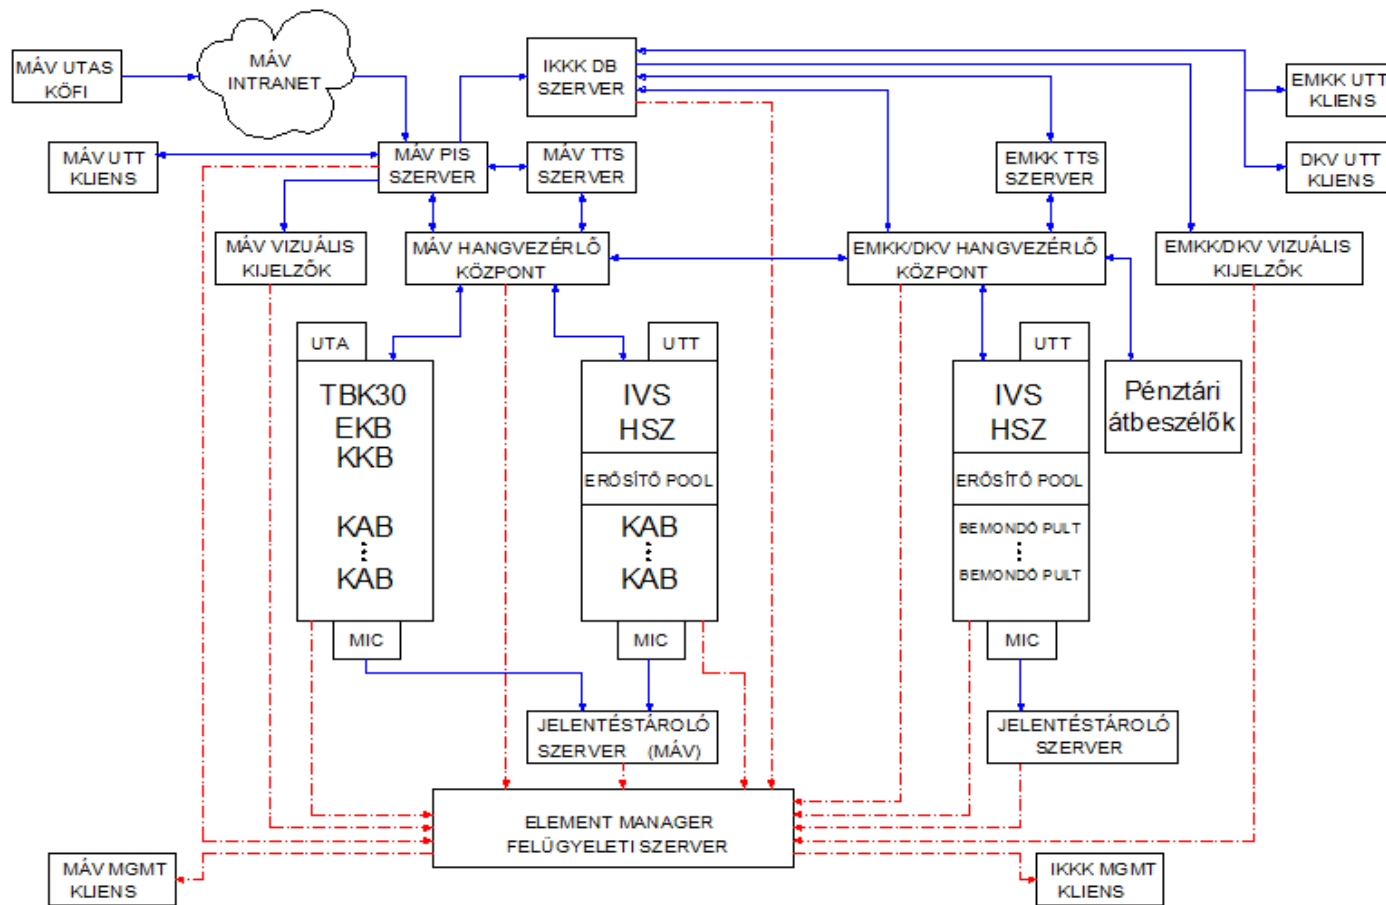 MÁV UTAS
KÖFI
MÁV
INTRANET
IKKK DB
SZERVER
EMKK UTT
KLIENS
MÁV UTT
KLIENS
MÁV PIS
SZERVER
MÁV TTS
SZERVER
EMKK TTS
SZERVER
DKV UTT
KLIENS
MÁV VIZUÁLIS
KIJELZŐK
MÁV HANGVEZÉRLŐ
KÖZPONT
EMKK/DKV HANGVEZÉRLŐ
KÖZPONT
EMKK/DKV VIZUÁLIS
KIJELZŐK
UTA
TBK30
EKB
KKB
KAB
KAB
MIC
UTT
IVS
HSZ
ERŐSÍTŐ POOL
KAB
KAB
MIC
UTT
IVS
HSZ
ERŐSÍTŐ POOL
BEMONDÓ PULT
BEMONDÓ PULT
MIC
Pénztári
átbeszélők
JELENTÉSTÁROLÓ
SZERVER (MÁV)
JELENTÉSTÁROLÓ
SZERVER
ELEMENT MANAGER
FELÜGYELETI SZERVER
MÁV MGMT
KLIENS
IKKK MGMT
KLIENS